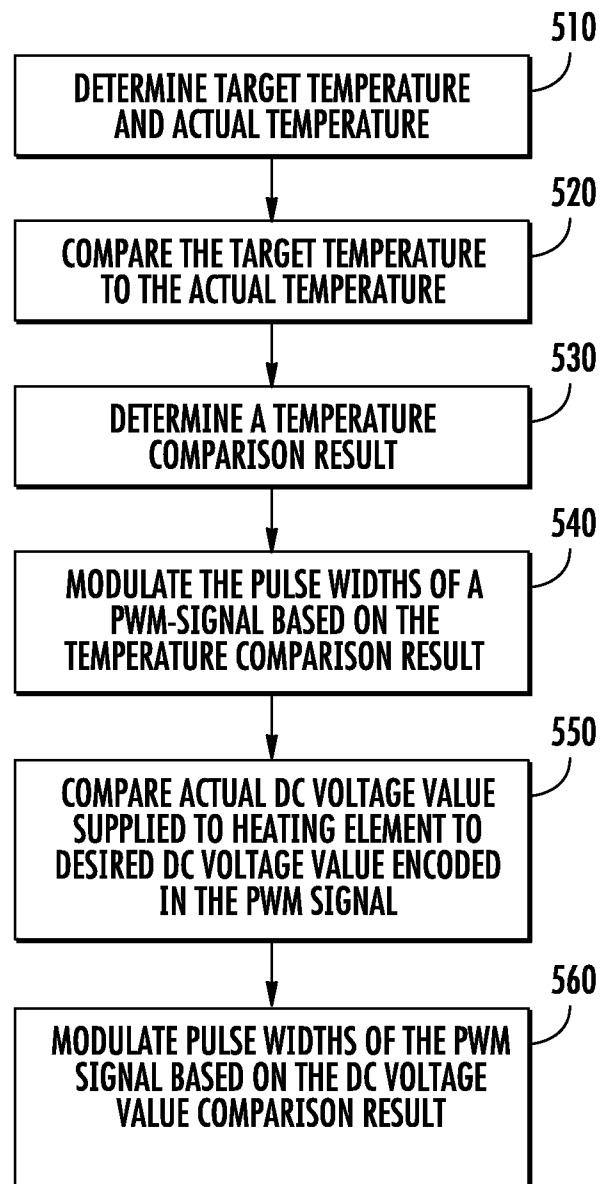 510
DETERMINE TARGET TEMPERATURE
AND ACTUAL TEMPERATURE
520
COMPARE THE TARGET TEMPERATURE
TO THE ACTUAL TEMPERATURE
530
DETERMINE A TEMPERATURE
COMPARISON RESULT
540
MODULATE THE PULSE WIDTHS OF A
PWM-SIGNAL BASED ON THE
TEMPERATURE COMPARISON RESULT
550
COMPARE ACTUAL DC VOLTAGE VALUE
SUPPLIED TO HEATING ELEMENT TO
DESIRED DC VOLTAGE VALUE ENCODED
IN THE PWM SIGNAL
560
MODULATE PULSE WIDTHS OF THE PWM
SIGNAL BASED ON THE DC VOLTAGE
VALUE COMPARISON RESULT